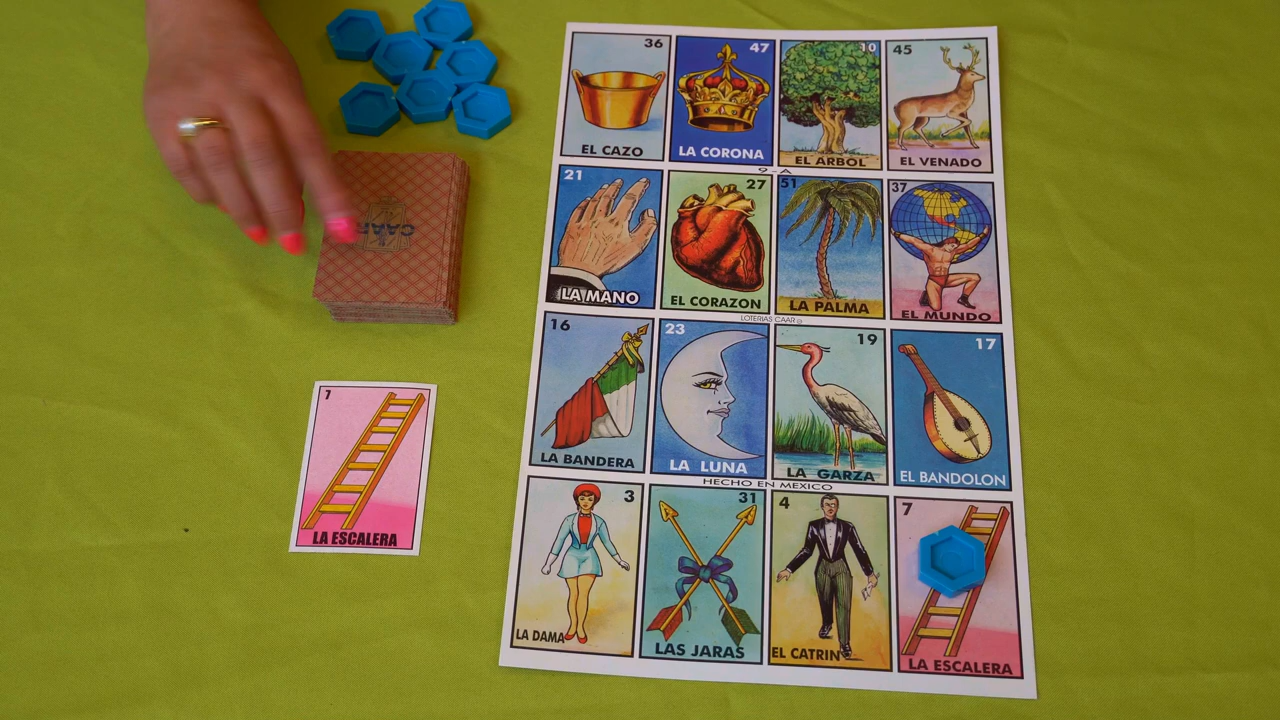 CAAR
7
LA ESCALERA
36
EL CAZO
47
LA CORONA
10
EL ARBOL
45
EL VENADO
9-A
21
LA MANO
27
EL CORAZON
51
LA PALMA
37
EL MUNDO
LOTERIAS CAAR
16
LA BANDERA
23
LA LUNA
19
LA GARZA
17
EL BANDOLON
HECHO EN MEXICO
3
LA DAMA
31
LAS JARAS
4
EL CATRIN
7
LA ESCALERA